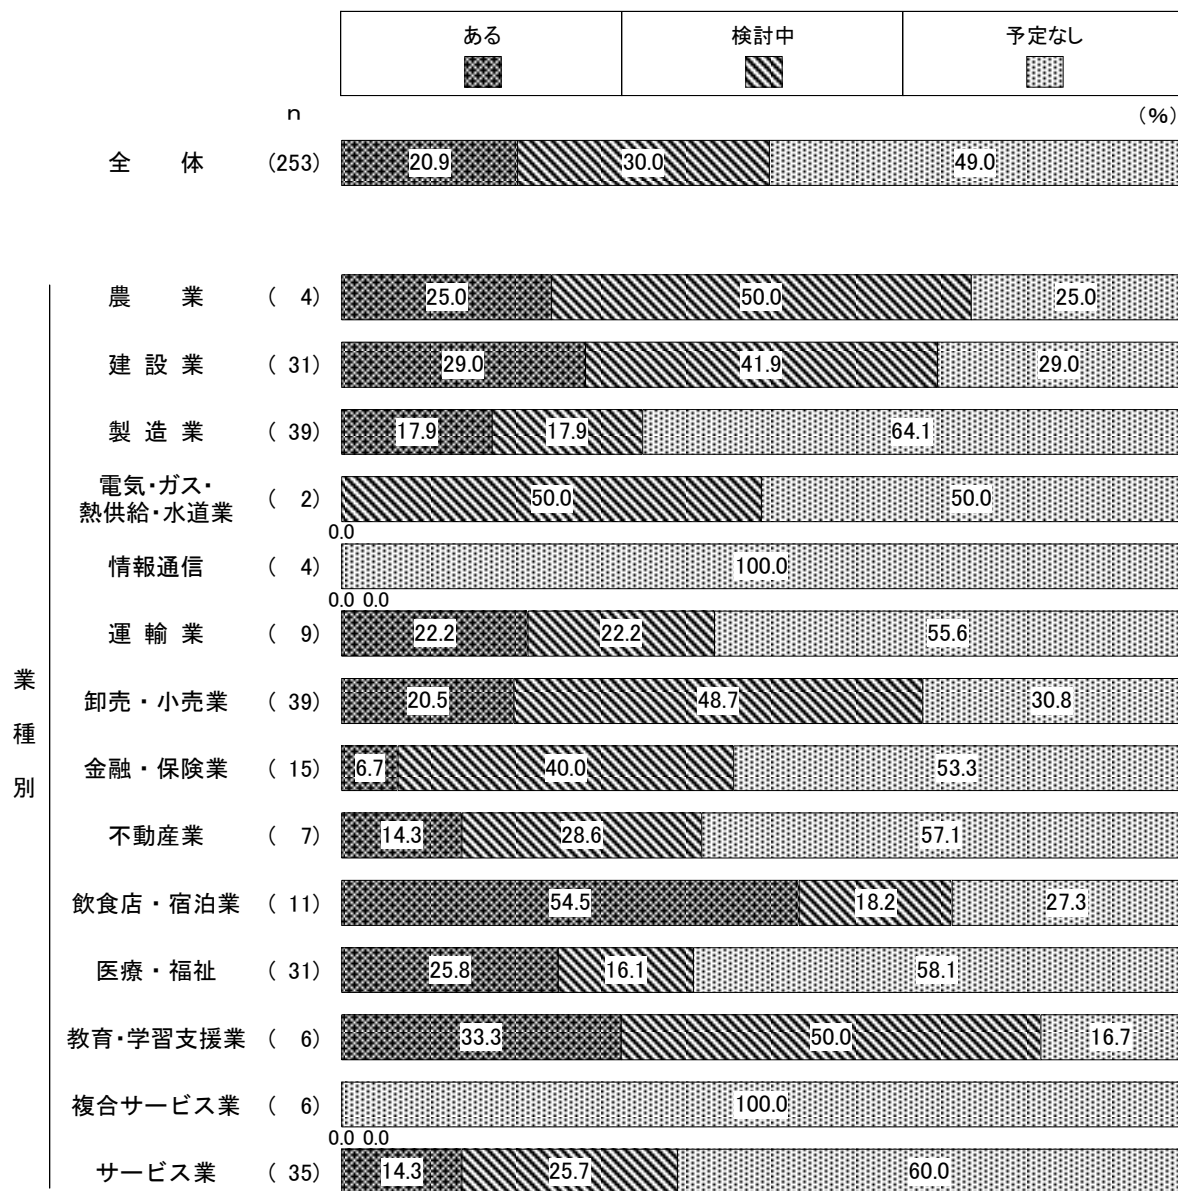 ある 検討中 予定なし
n (%)
全 体 (253) 20.9 30.0 49.0
農 業 ( 4) 25.0 50.0 25.0
建 設 業 ( 31) 29.0 41.9 29.0
製 造 業 ( 39) 17.9 17.9 64.1
電気・ガス・
熱供給・水道業 ( 2) 50.0 50.0
0.0
情報通信 ( 4) 100.0
0.0 0.0
運 輸 業 ( 9) 22.2 22.2 55.6
卸売・小売業 ( 39) 20.5 48.7 30.8
金融・保険業 ( 15) 6.7 40.0 53.3
不動産業 ( 7) 14.3 28.6 57.1
飲食店・宿泊業 ( 11) 54.5 18.2 27.3
医療・福祉 ( 31) 25.8 16.1 58.1
教育・学習支援業 ( 6) 33.3 50.0 16.7
複合サービス業 ( 6) 100.0
0.0 0.0
サービス業 ( 35) 14.3 25.7 60.0
業種別